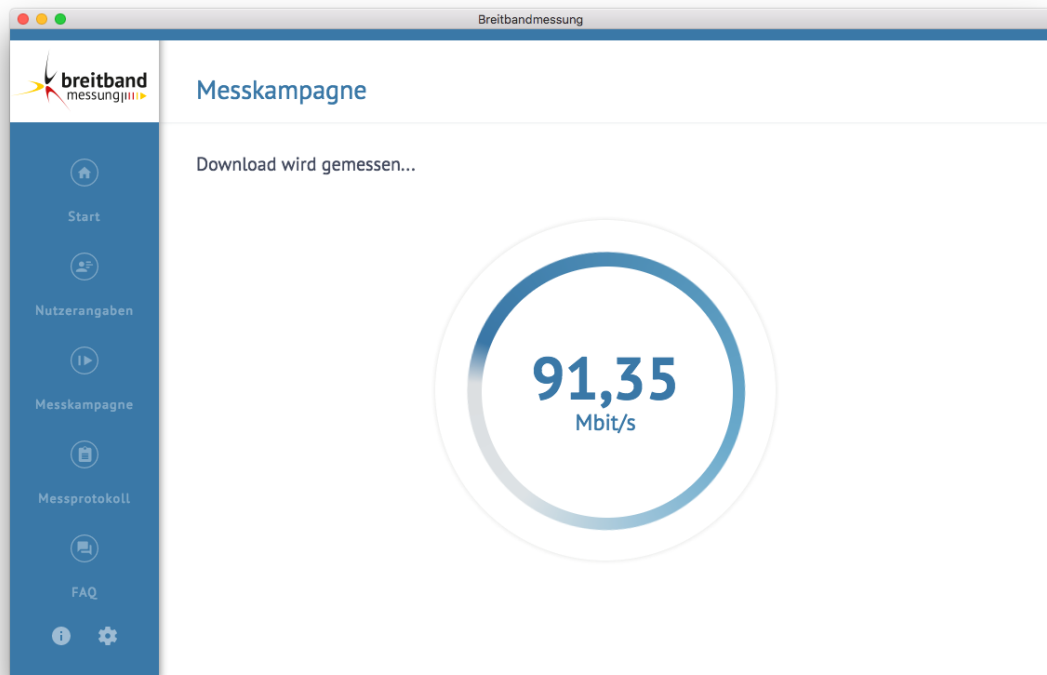 Breitbandmessung
breitband
messung
Messkampagne
Start
Nutzerangaben
Messkampagne
Messprotokoll
FAQ
Download wird gemessen...
91,35
Mbit/s